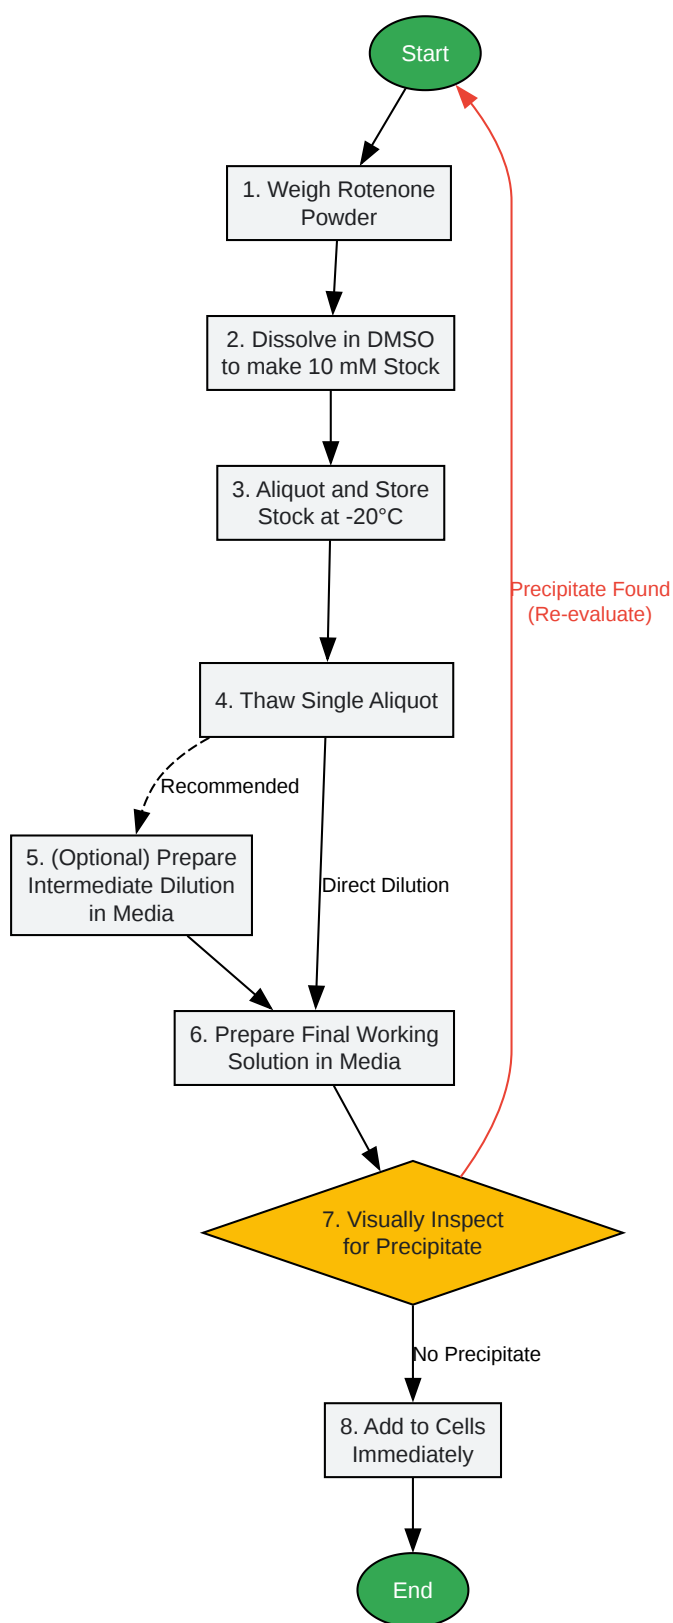 Start
1. Weigh Rotenone
Powder
2. Dissolve in DMSO
to make 10 mM Stock
3. Aliquot and Store
Stock at -20°C
Precipitate Found
(Re-evaluate)
4. Thaw Single Aliquot
Recommended
5. (Optional) Prepare
Intermediate Dilution
in Media
Direct Dilution
6. Prepare Final Working
Solution in Media
7. Visually Inspect
for Precipitate
No Precipitate
8. Add to Cells
Immediately
End